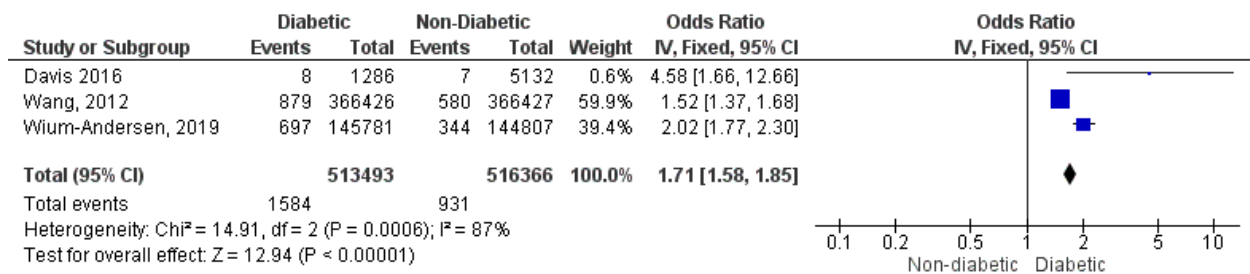 Diabetic Non-Diabetic Odds Ratio Odds Ratio
Study or Subgroup Events Total Events Total Weight IV, Fixed, 95% CI IV, Fixed, 95% CI
Davis 2016 8 1286 7 5132 0.6% 4.58 [1.66, 12.66]
Wang, 2012 879 366426 580 366427 59.9% 1.52 [1.37, 1.68]
Wium-Andersen, 2019 697 145781 344 144807 39.4% 2.02 [1.77, 2.30]
Total (95% CI) 513493 516366 100.0% 1.71 [1.58, 1.85]
Total events 1584 931
Heterogeneity: Chi² = 14.91, df = 2 (P = 0.0006); I² = 87%
Test for overall effect: Z = 12.94 (P < 0.00001)
0.1 0.2 0.5 1 2 5 10
Non-diabetic Diabetic